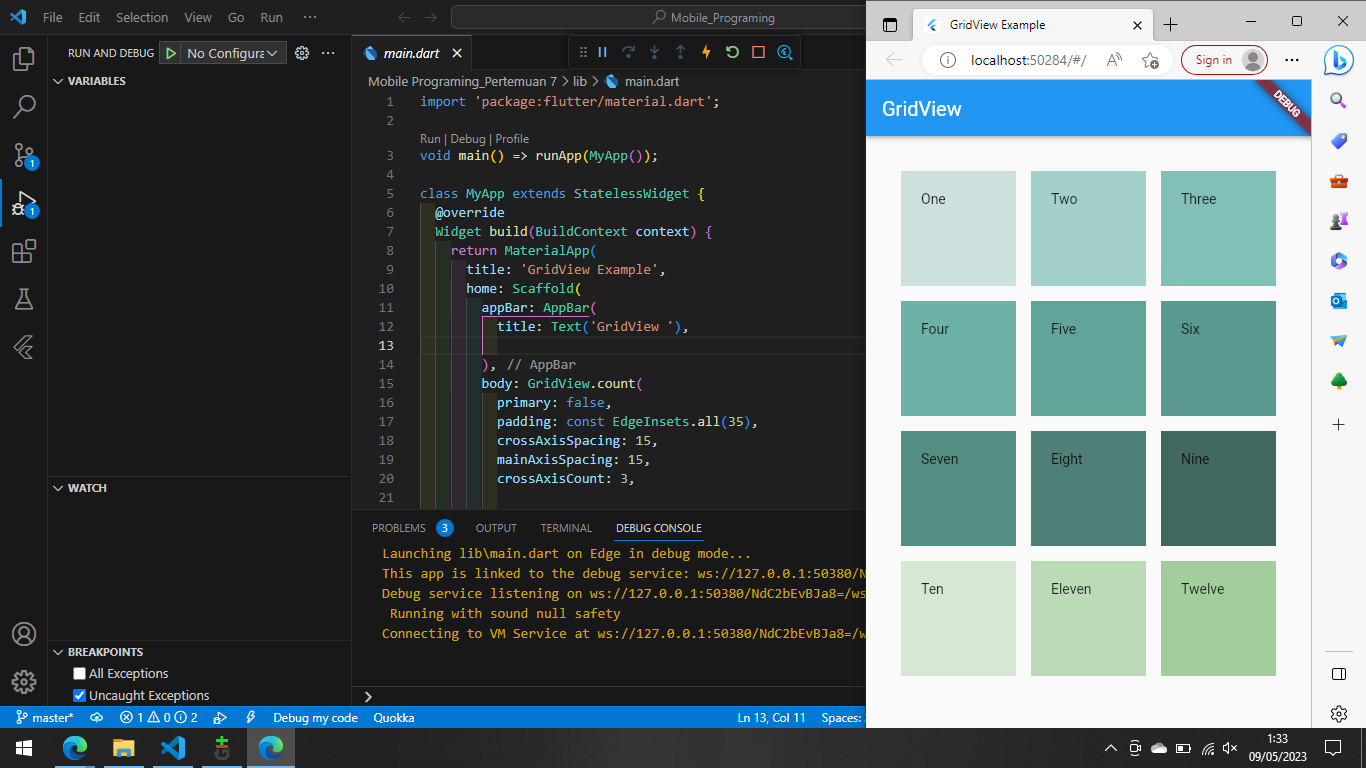 File Edit Selection View Go Run ···
Mobile_Programing
RUN AND DEBUG No Configura
VARIABLES
WATCH
BREAKPOINTS
All Exceptions
Uncaught Exceptions
1
1
main.dart
Mobile Programing_Pertemuan 7 > lib > main.dart
1 import 'package:flutter/material.dart';
2
Run | Debug | Profile
3 void main() => runApp(MyApp());
4
5 class MyApp extends StatelessWidget {
6 @override
7 Widget build(BuildContext context) {
8 return MaterialApp(
9 title: 'GridView Example',
10 home: Scaffold(
11 appBar: AppBar(
12 title: Text('GridView '),
13
14 ), // AppBar
15 body: GridView.count(
16 primary: false,
17 padding: const EdgeInsets.all(35),
18 crossAxisSpacing: 15,
19 mainAxisSpacing: 15,
20 crossAxisCount: 3,
21
PROBLEMS 3 OUTPUT TERMINAL DEBUG CONSOLE
Launching lib\main.dart on Edge in debug mode...
This app is linked to the debug service: ws://127.0.0.1:50380/N
Debug service listening on ws://127.0.0.1:50380/NdC2bEvBJa8=/ws
Running with sound null safety
Connecting to VM Service at ws://127.0.0.1:50380/NdC2bEvBJa8=/w
master* 1 0 2 Debug my code Quokka Ln 13, Col 11 Spaces:
GridView Example
localhost:50284/#/ Sign in
GridView
DEBUG
One Two Three
Four Five Six
Seven Eight Nine
Ten Eleven Twelve
1:33
09/05/2023